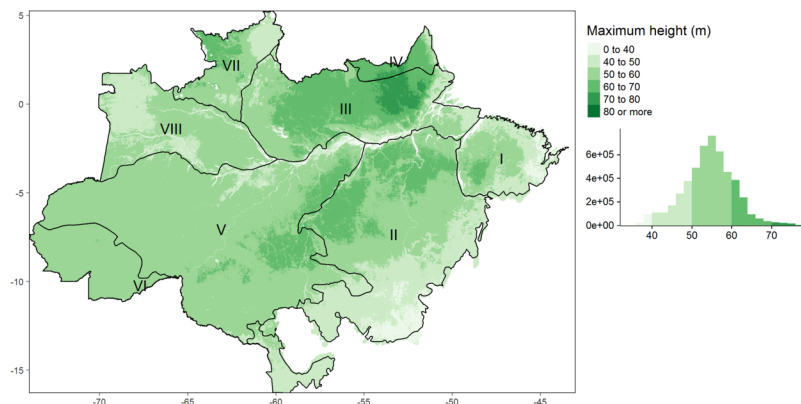 Maximum height (m)
0 to 40
40 to 50
50 to 60
60 to 70
70 to 80
80 or more
5
0
-5
-10
-15
-70
-65
-60
-55
-50
-45
VII
IV
III
VIII
I
V
II
VI
6e+05
4e+05
2e+05
0e+00
40
50
60
70